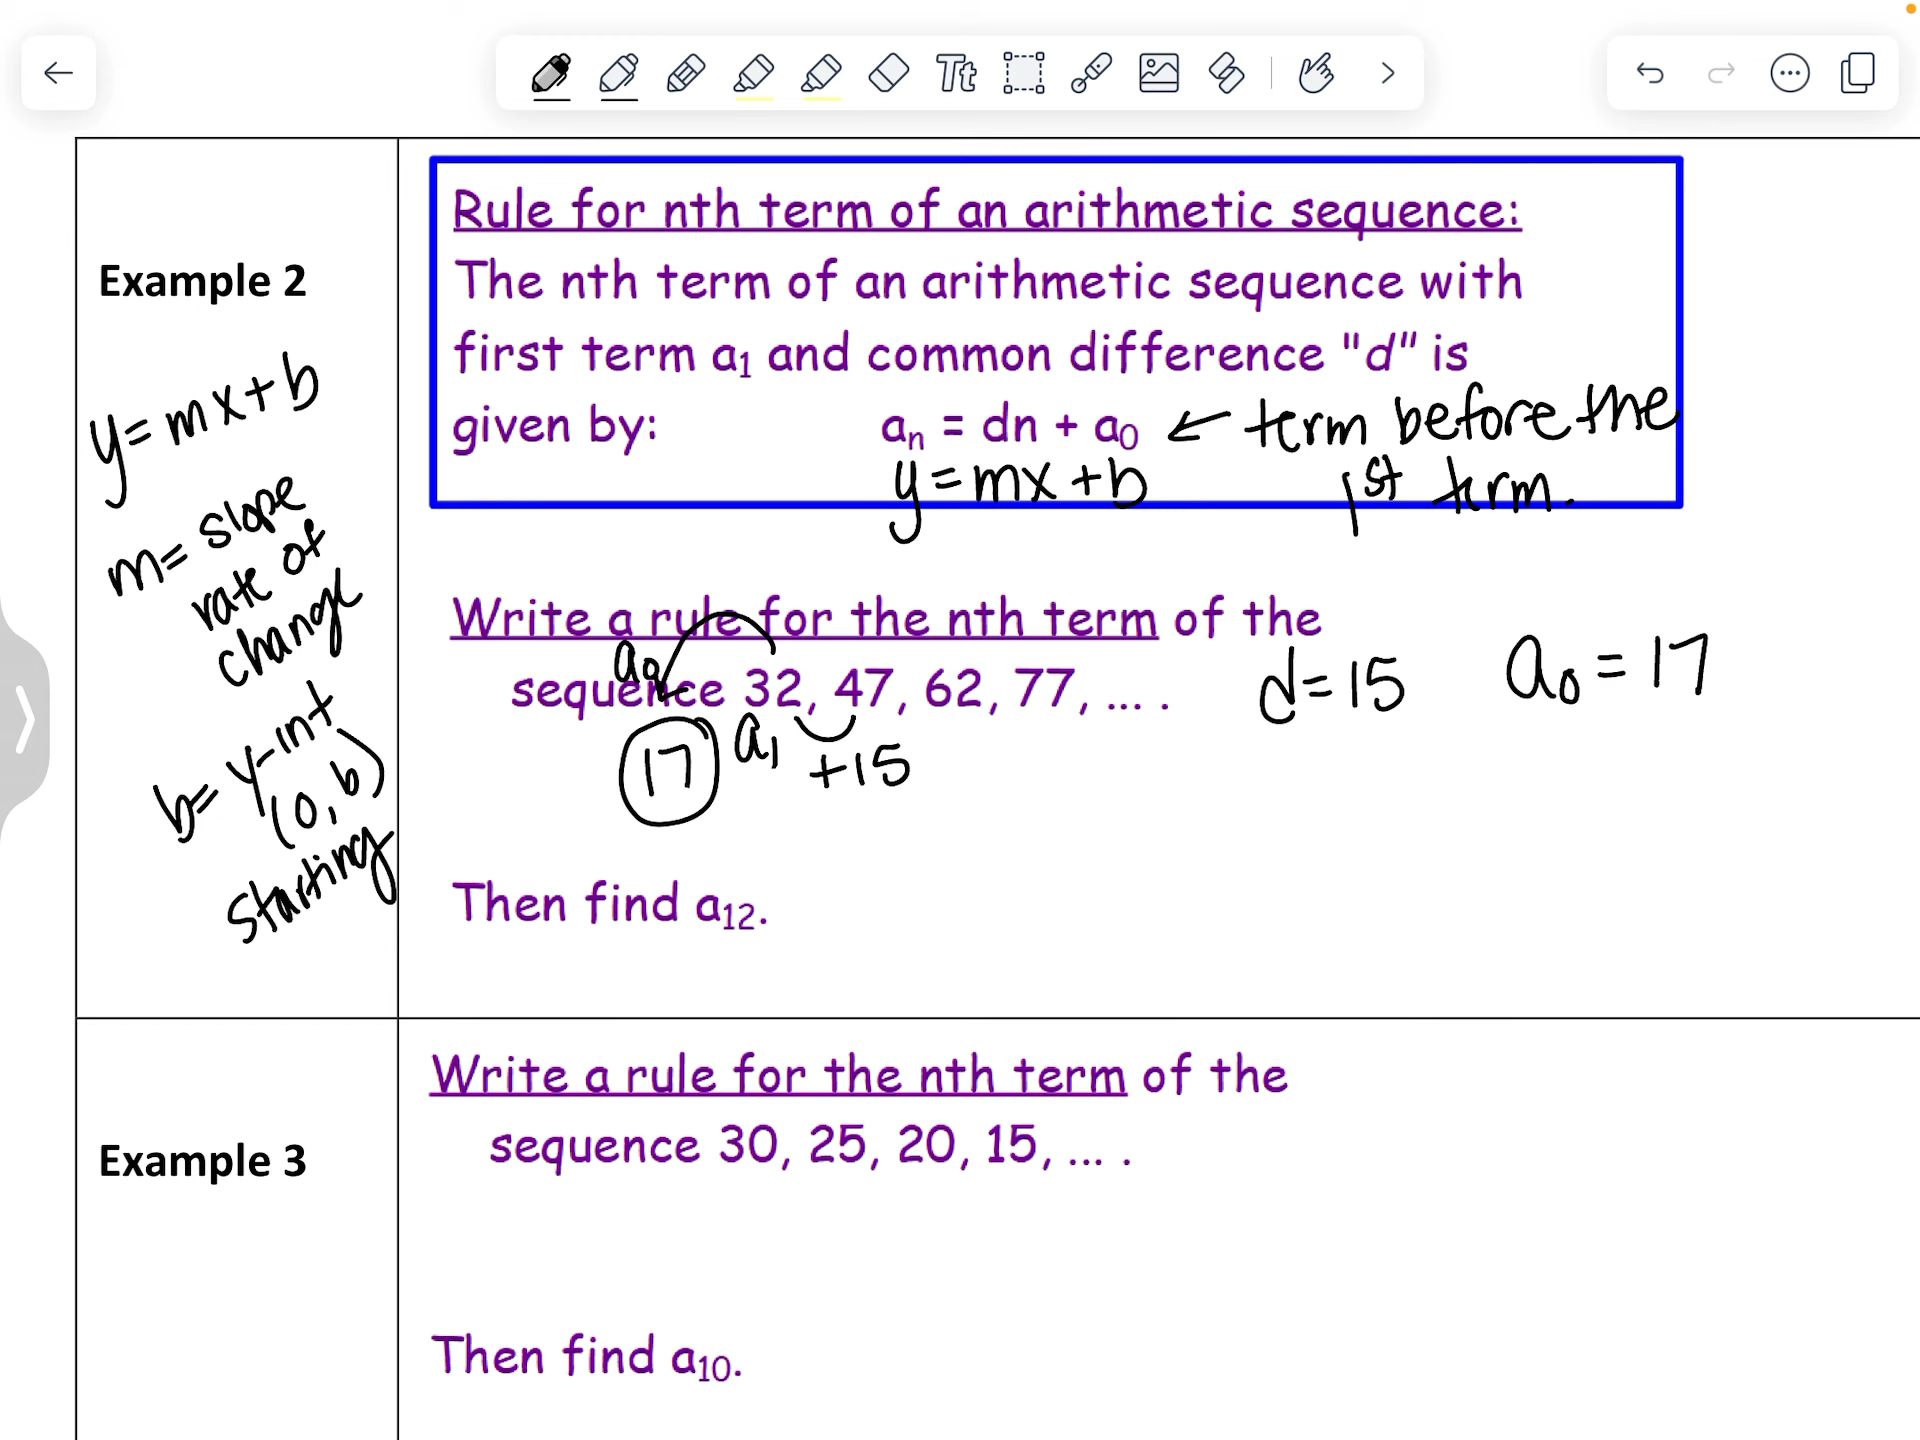 Tt
Rule for nth term of an arithmetic sequence:
The nth term of an arithmetic sequence with
first term a₁ and common difference "d" is
given by: aₙ = dn + a₀ ← term before the
y = mx + b 1st term.
Example 2
y = mx + b
m = slope
rate of
change
b = y-int
(0, b)
starting
Write a rule for the nth term of the
a₀
sequence 32, 47, 62, 77, ... . d = 15 a₀ = 17
17 a₁ +15
Then find a₁₂.
Write a rule for the nth term of the
sequence 30, 25, 20, 15, ... .
Example 3
Then find a₁₀.